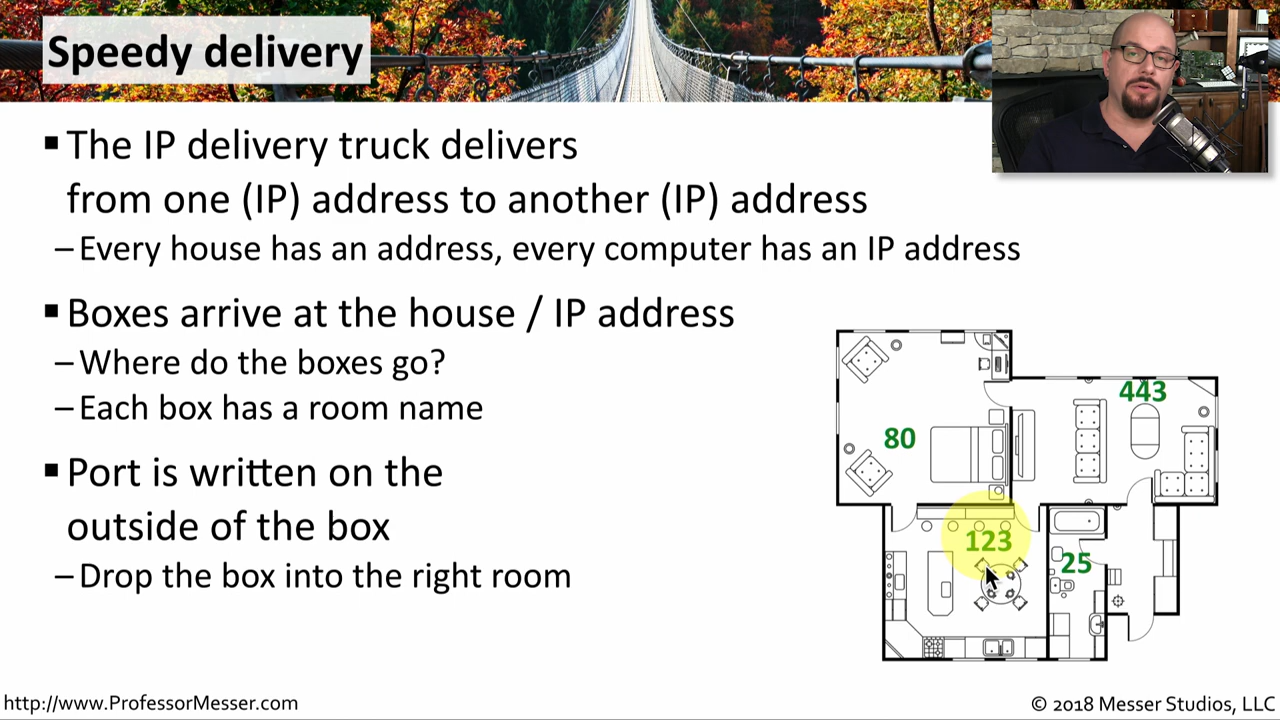 Speedy delivery
▪ The IP delivery truck delivers
from one (IP) address to another (IP) address
– Every house has an address, every computer has an IP address
▪ Boxes arrive at the house / IP address
– Where do the boxes go?
– Each box has a room name
▪ Port is written on the
outside of the box
– Drop the box into the right room
443
80
123
25
http://www.ProfessorMesser.com
© 2018 Messer Studios, LLC